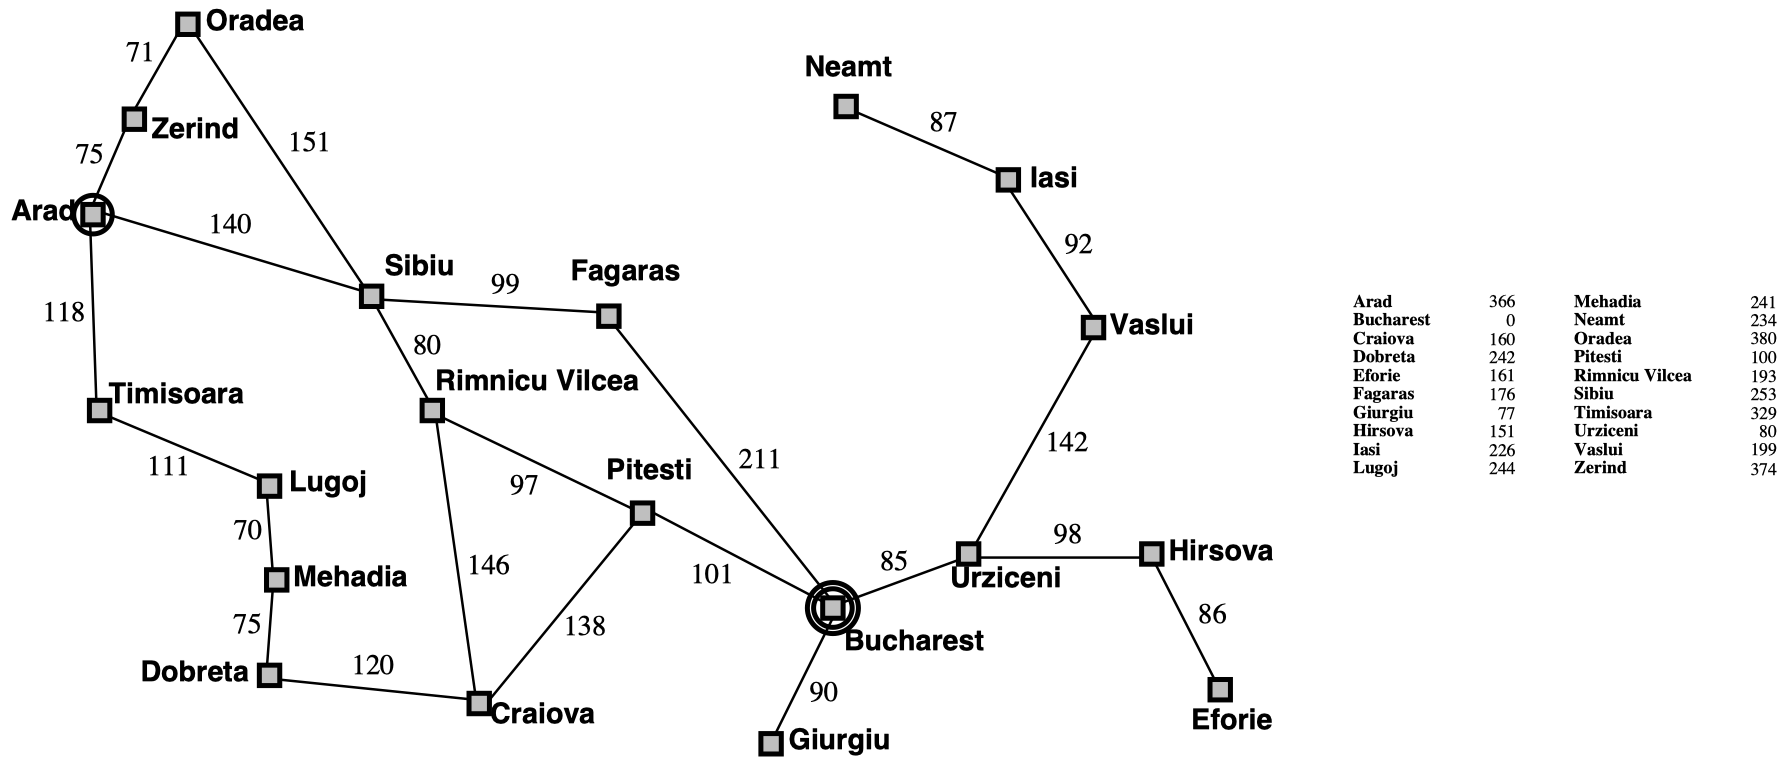 Oradea
71
Neamt
87
Zerind
151
75
Iasi
Arad
140
92
Sibiu
Fagaras
99
118
Vaslui
80
Rimnicu Vilcea
Timisoara
142
211
111
Pitesti
Lugoj
97
70
98
Hirsova
146
85
101
Urziceni
Mehadia
86
75
138
Bucharest
Dobreta
120
90
Craiova
Eforie
Giurgiu
Arad 366 Mehadia 241
Bucharest 0 Neamt 234
Craiova 160 Oradea 380
Dobreta 242 Pitesti 100
Eforie 161 Rimnicu Vilcea 193
Fagaras 176 Sibiu 253
Giurgiu 77 Timisoara 329
Hirsova 151 Urziceni 80
Iasi 226 Vaslui 199
Lugoj 244 Zerind 374